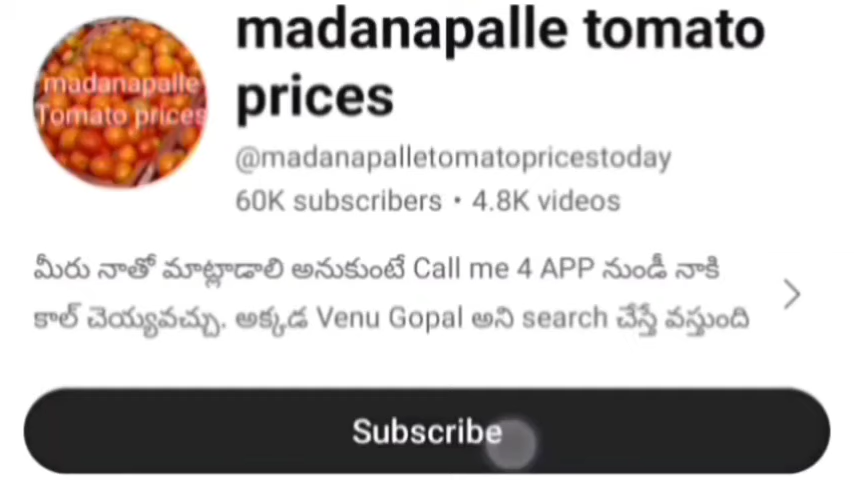 madanapalle tomato
prices
madanapalle
Tomato prices
@madanapalletomatopricestoday
60K subscribers • 4.8K videos
మీరు నాతో మాట్లాడాలి అనుకుంటే Call me 4 APP నుండీ నాకి
కాల్ చెయ్యవచ్చు. అక్కడ Venu Gopal అని search చేస్తే వస్తుంది
Subscribe